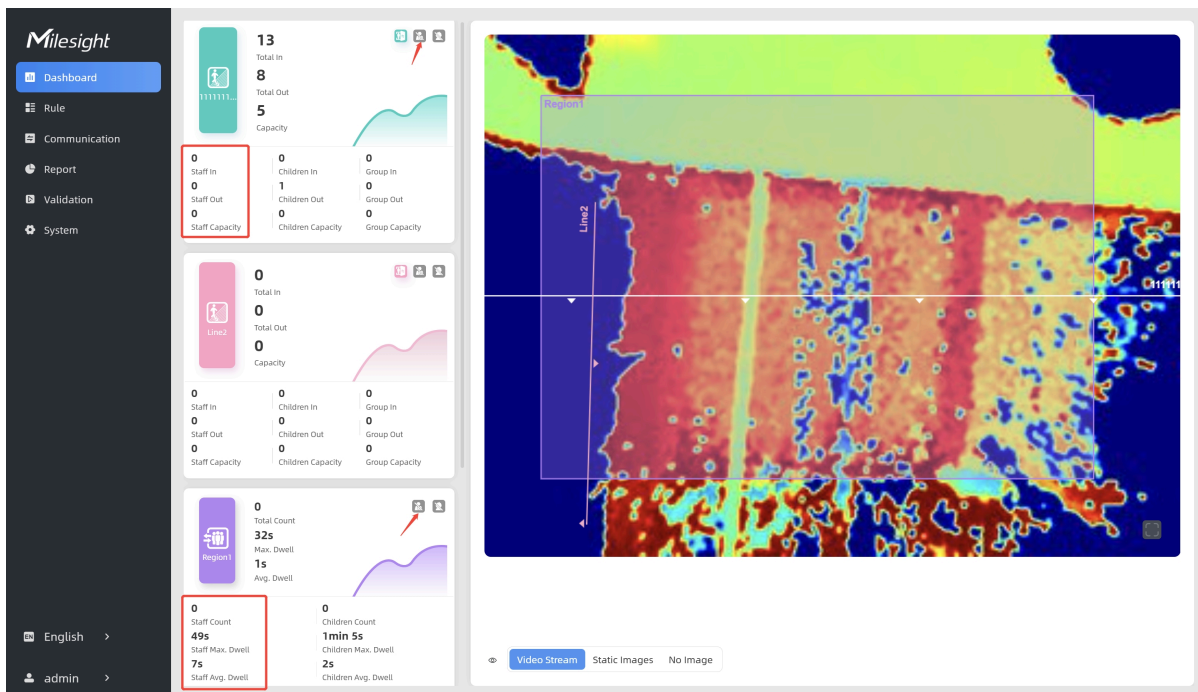 Milesight
Dashboard
Rule
Communication
Report
Validation
System
EN English >
admin >
1111111...
13
Total In
8
Total Out
5
Capacity
0 0 0
Staff In Children In Group In
0 1 0
Staff Out Children Out Group Out
0 0 0
Staff Capacity Children Capacity Group Capacity
Line2
0
Total In
0
Total Out
0
Capacity
0 0 0
Staff In Children In Group In
0 0 0
Staff Out Children Out Group Out
0 0 0
Staff Capacity Children Capacity Group Capacity
Region1
0
Total Count
32s
Max. Dwell
1s
Avg. Dwell
0 0
Staff Count Children Count
49s 1min 5s
Staff Max. Dwell Children Max. Dwell
7s 2s
Staff Avg. Dwell Children Avg. Dwell
Region1
Line2
111111
Video Stream Static Images No Image